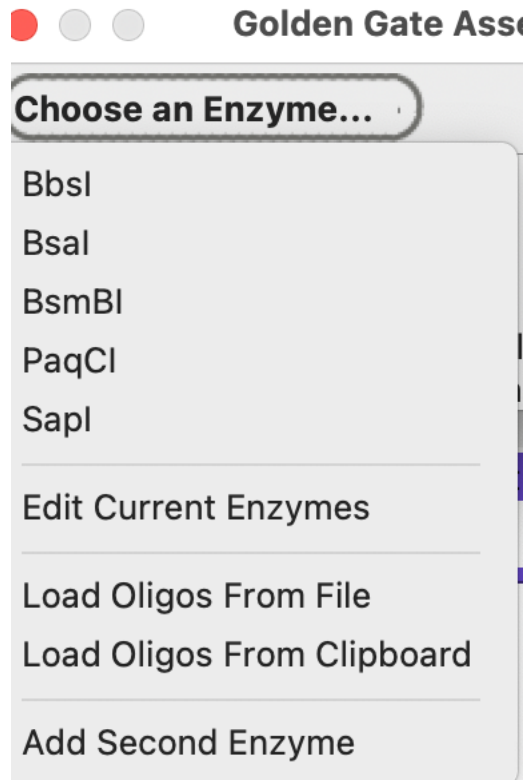 Golden Gate Asse
Choose an Enzyme...
BbsI
BsaI
BsmBI
PaqCI
SapI
Edit Current Enzymes
Load Oligos From File
Load Oligos From Clipboard
Add Second Enzyme